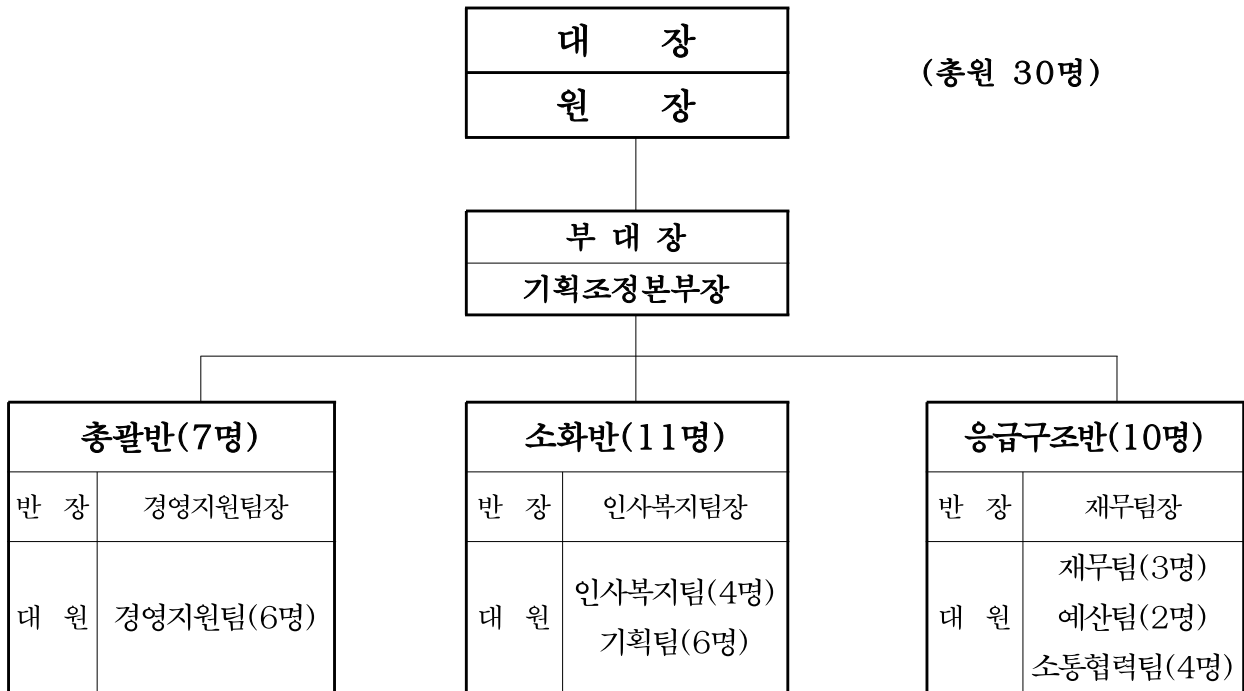 대 장
원 장
(총원 30명)
부 대 장
기획조정본부장
총괄반(7명)
반 장 경영지원팀장
대 원 경영지원팀(6명)
소화반(11명)
반 장 인사복지팀장
대 원 인사복지팀(4명)
기획팀(6명)
응급구조반(10명)
반 장 재무팀장
대 원 재무팀(3명)
예산팀(2명)
소통협력팀(4명)